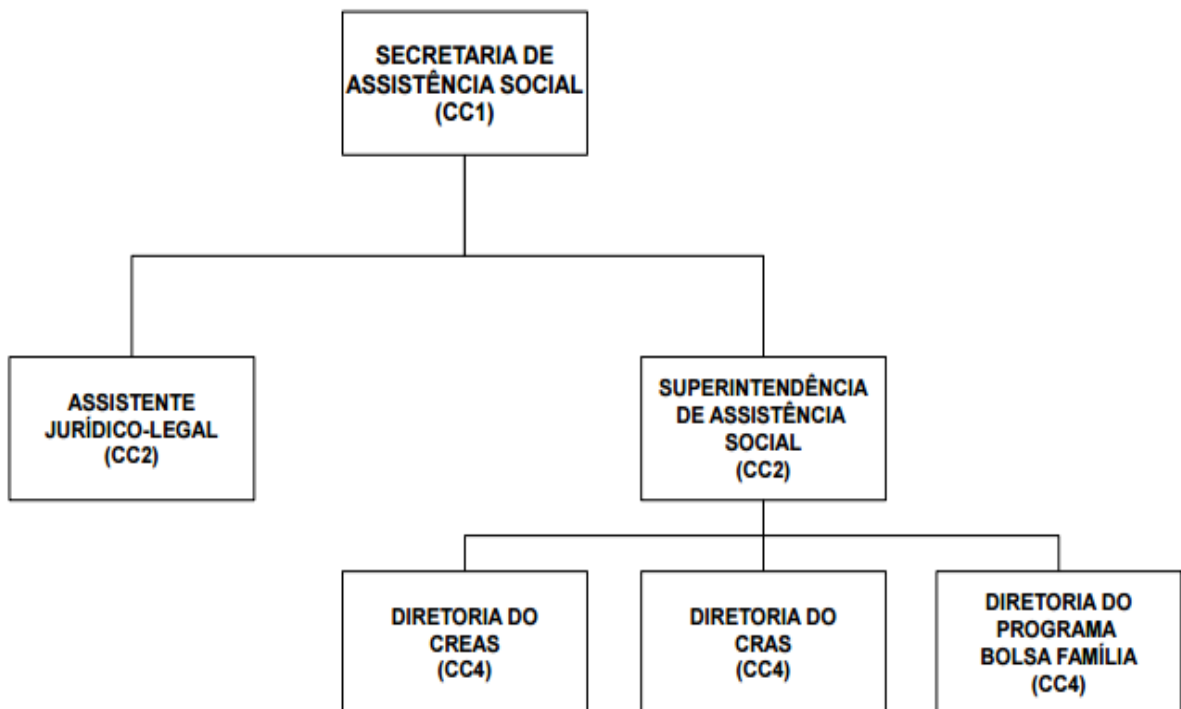 SECRETARIA DE
ASSISTÊNCIA SOCIAL
(CC1)
ASSISTENTE
JURÍDICO-LEGAL
(CC2)
SUPERINTENDÊNCIA
DE ASSISTÊNCIA
SOCIAL
(CC2)
DIRETORIA DO
CREAS
(CC4)
DIRETORIA DO
CRAS
(CC4)
DIRETORIA DO
PROGRAMA
BOLSA FAMÍLIA
(CC4)